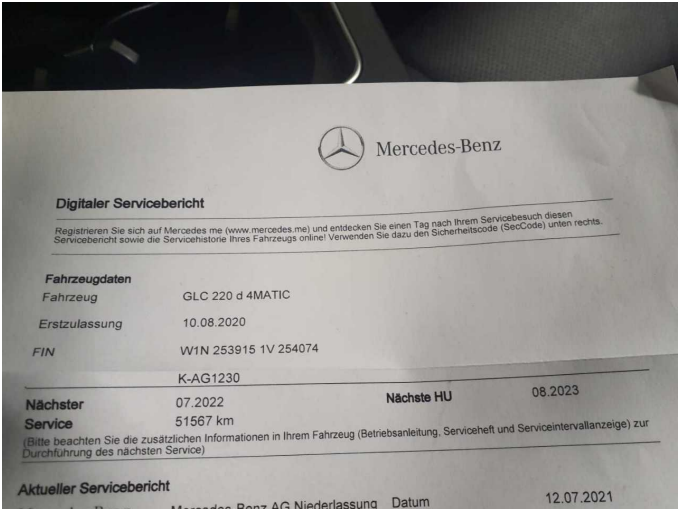 Mercedes-Benz
Digitaler Servicebericht
Registrieren Sie sich auf Mercedes me (www.mercedes.me) und entdecken Sie einen Tag nach Ihrem Servicebesuch diesen
Servicebericht sowie die Servicehistorie Ihres Fahrzeugs online! Verwenden Sie dazu den Sicherheitscode (SecCode) unten rechts.
Fahrzeugdaten
Fahrzeug GLC 220 d 4MATIC
Erstzulassung 10.08.2020
FIN W1N 253915 1V 254074
K-AG1230
Nächster 07.2022 Nächste HU 08.2023
Service 51567 km
(Bitte beachten Sie die zusätzlichen Informationen in Ihrem Fahrzeug (Betriebsanleitung, Serviceheft und Serviceintervallanzeige) zur
Durchführung des nächsten Service)
Aktueller Servicebericht
Mercedes-Benz AG Niederlassung Datum 12.07.2021